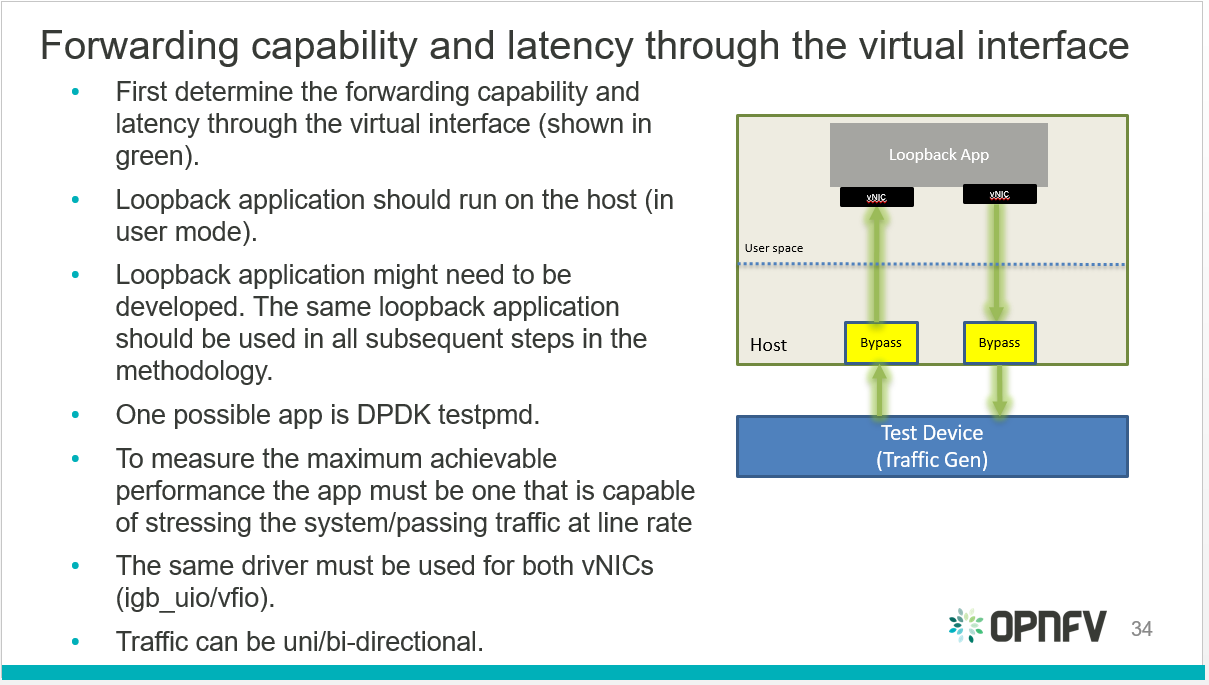 Forwarding capability and latency through the virtual interface
• First determine the forwarding capability and
latency through the virtual interface (shown in
green).
• Loopback application should run on the host (in
user mode).
• Loopback application might need to be
developed. The same loopback application
should be used in all subsequent steps in the
methodology.
• One possible app is DPDK testpmd.
• To measure the maximum achievable
performance the app must be one that is capable
of stressing the system/passing traffic at line rate
• The same driver must be used for both vNICs
(igb_uio/vfio).
• Traffic can be uni/bi-directional.
Loopback App
vNIC
vNIC
User space
Host
Bypass
Bypass
Test Device
(Traffic Gen)
OPNFV
34